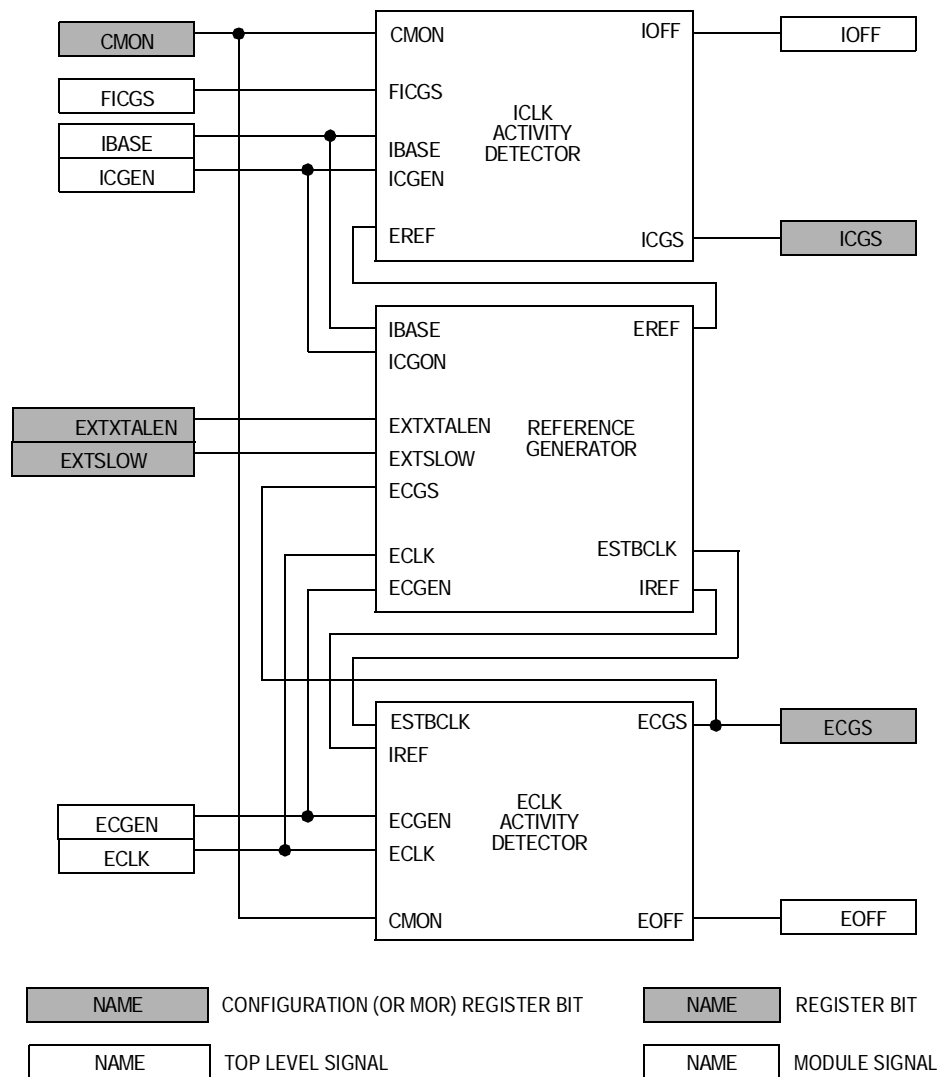 CMON
CMON
IOFF
IOFF
FICGS
FICGS
ICLK
ACTIVITY
DETECTOR
IBASE
IBASE
ICGEN
ICGEN
EREF
ICGS
ICGS
IBASE
EREF
ICGON
EXTXTALEN
EXTXTALEN
REFERENCE
GENERATOR
EXTSLOW
EXTSLOW
ECGS
ECLK
ESTBCLK
ECGEN
IREF
ESTBCLK
ECGS
ECGS
IREF
ECLK
ACTIVITY
DETECTOR
ECGEN
ECGEN
ECLK
ECLK
CMON
EOFF
EOFF
NAME CONFIGURATION (OR MOR) REGISTER BIT
NAME REGISTER BIT
NAME TOP LEVEL SIGNAL
NAME MODULE SIGNAL